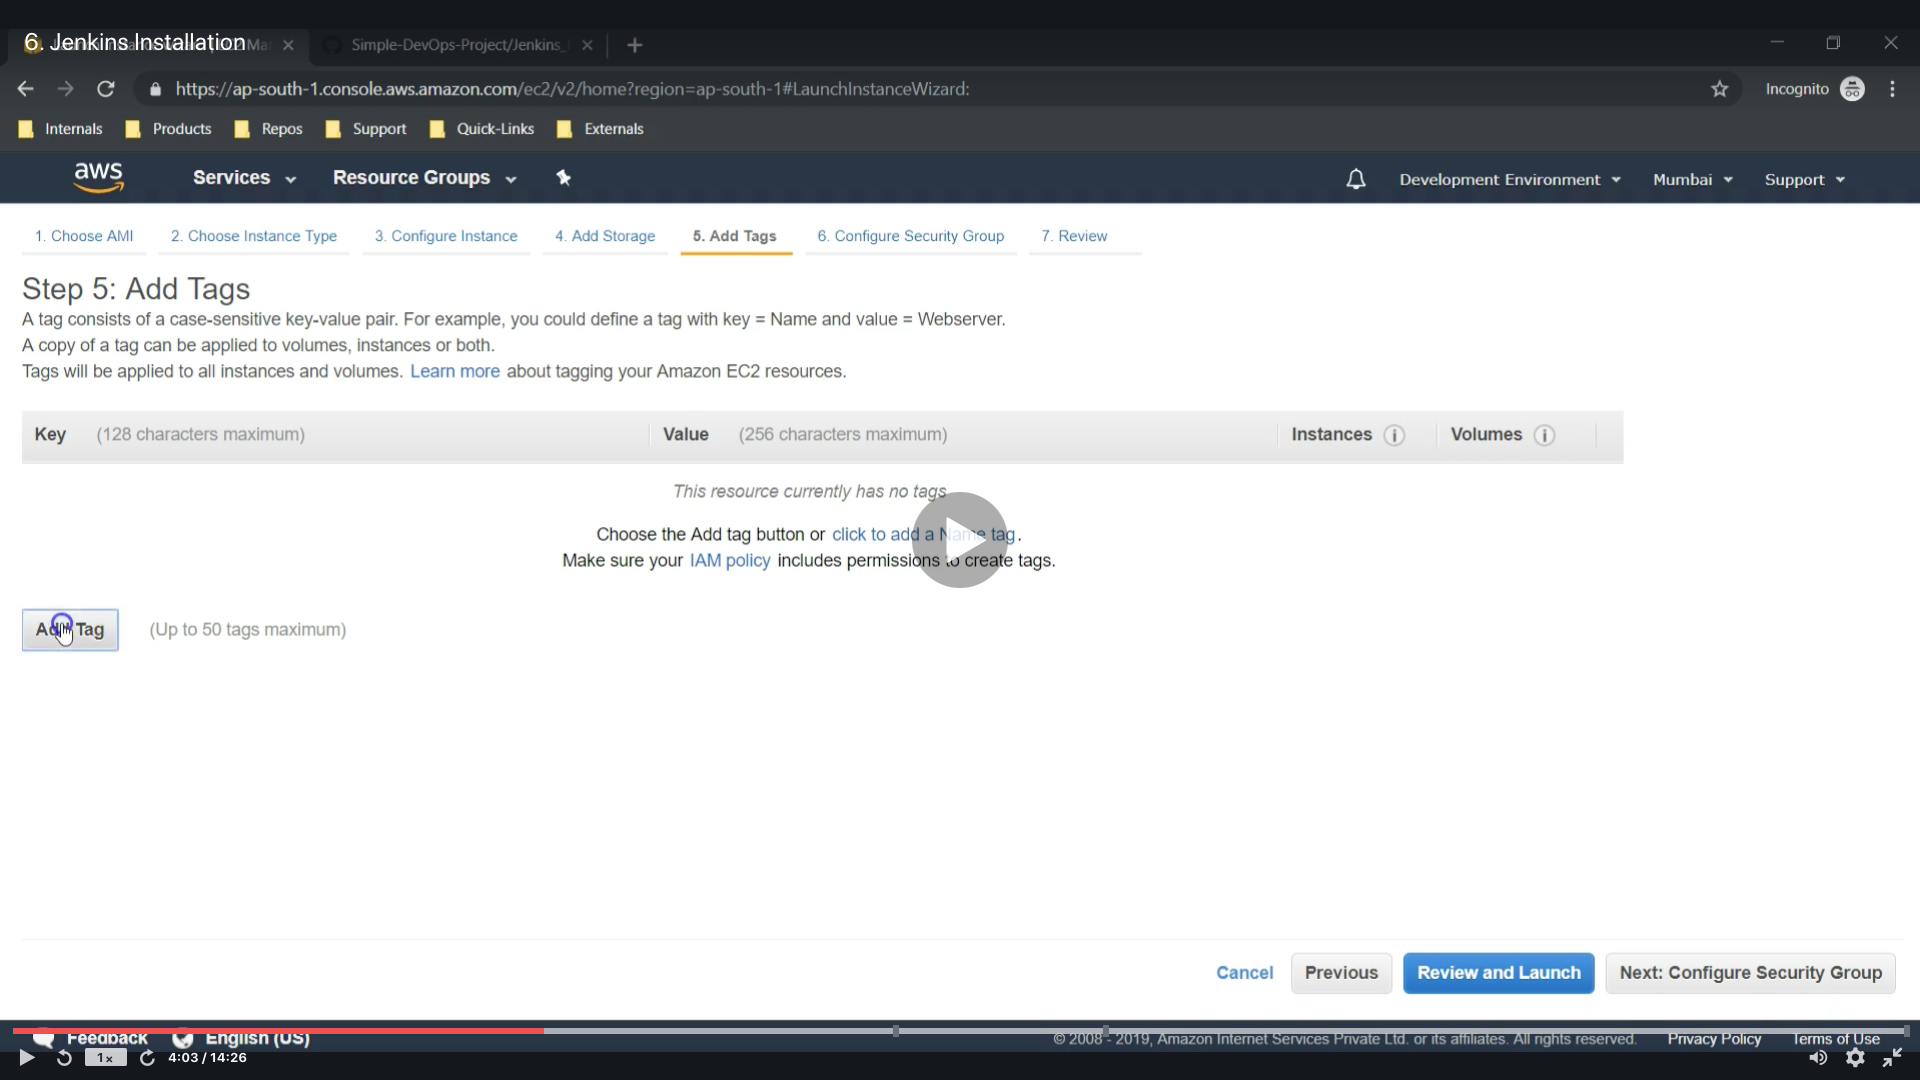 6. Jenkins Installation
Simple-DevOps-Project/Jenkins_
https://ap-south-1.console.aws.amazon.com/ec2/v2/home?region=ap-south-1#LaunchInstanceWizard:
Incognito
Internals Products Repos Support Quick-Links Externals
aws Services Resource Groups Development Environment Mumbai Support
1. Choose AMI 2. Choose Instance Type 3. Configure Instance 4. Add Storage 5. Add Tags 6. Configure Security Group 7. Review
Step 5: Add Tags
A tag consists of a case-sensitive key-value pair. For example, you could define a tag with key = Name and value = Webserver.
A copy of a tag can be applied to volumes, instances or both.
Tags will be applied to all instances and volumes. Learn more about tagging your Amazon EC2 resources.
Key (128 characters maximum) Value (256 characters maximum) Instances Volumes
This resource currently has no tags
Choose the Add tag button or click to add a Name tag.
Make sure your IAM policy includes permissions to create tags.
Add Tag (Up to 50 tags maximum)
Cancel Previous Review and Launch Next: Configure Security Group
Feedback English (US) © 2008 - 2019, Amazon Internet Services Private Ltd. or its affiliates. All rights reserved. Privacy Policy Terms of Use
1x 4:03 / 14:26